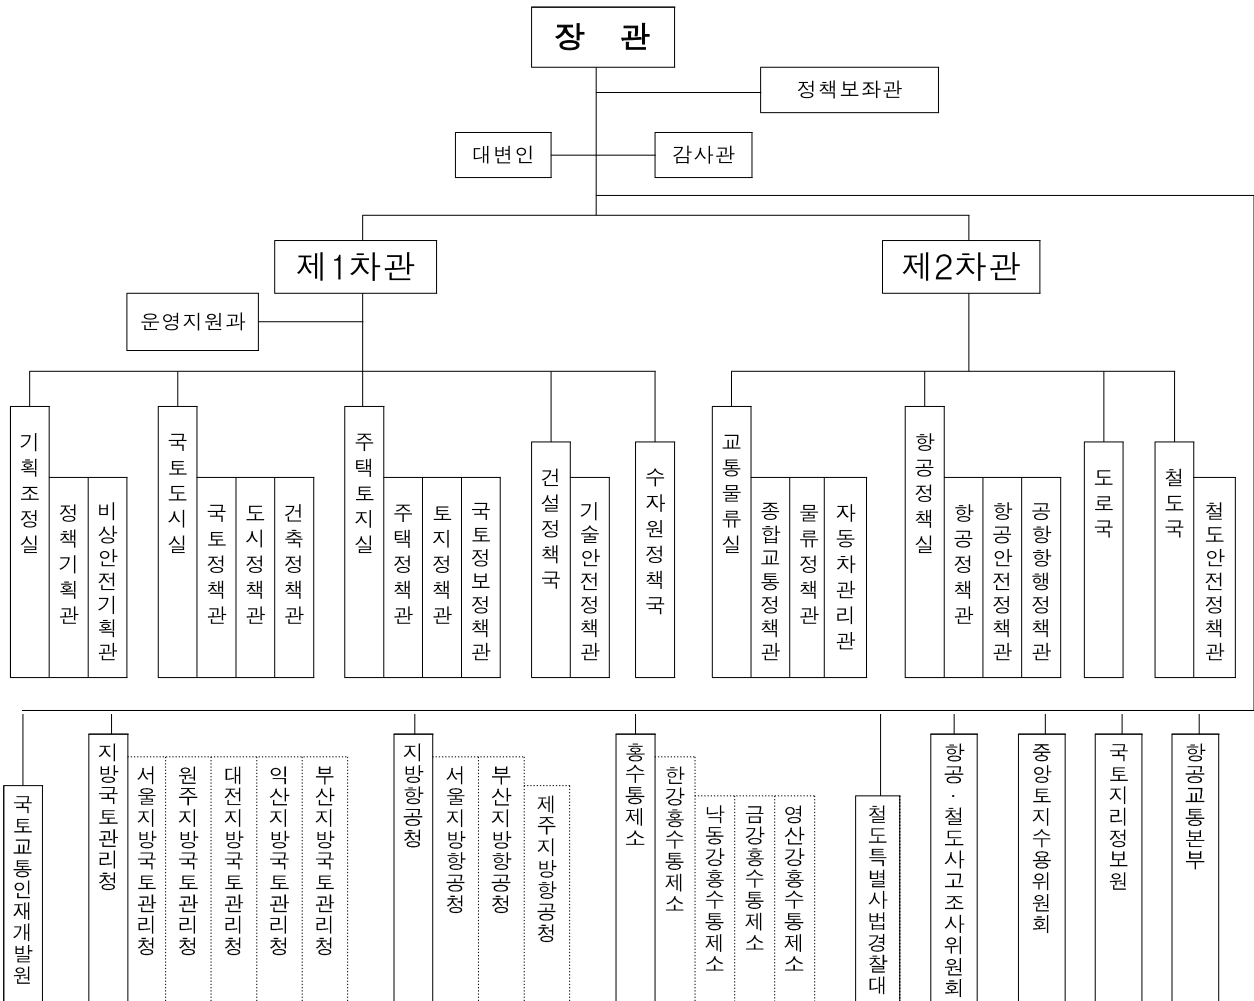 장 관
정책보좌관
대변인
감사관
제1차관
제2차관
운영지원과
기획조정실
정책기획관
비상안전기획관
국토도시실
국토정책관
도시정책관
건축정책관
주택토지실
주택정책관
토지정책관
국토정보정책관
건설정책국
기술안전정책관
수자원정책국
교통물류실
종합교통정책관
물류정책관
자동차관리관
항공정책실
항공정책관
항공안전정책관
공항항행정책관
도로국
철도국
철도안전정책관
국토교통인재개발원
지방국토관리청
서울지방국토관리청
원주지방국토관리청
대전지방국토관리청
익산지방국토관리청
부산지방국토관리청
지방항공청
서울지방항공청
부산지방항공청
제주지방항공청
홍수통제소
한강홍수통제소
낙동강홍수통제소
금강홍수통제소
영산강홍수통제소
철도특별사법경찰대
항공·철도사고조사위원회
중앙토지수용위원회
국토지리정보원
항공교통본부